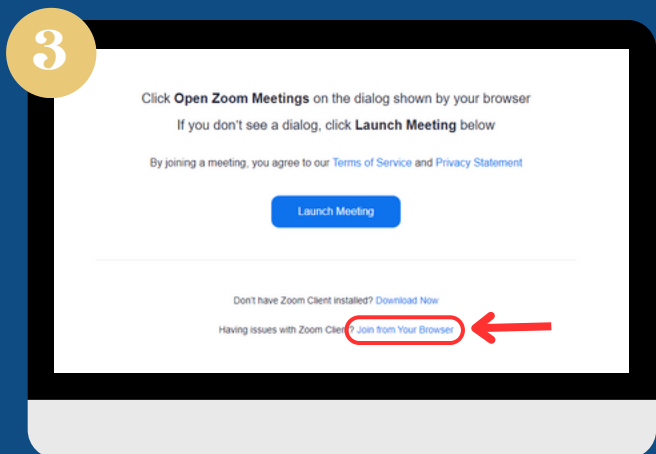 3
Click Open Zoom Meetings on the dialog shown by your browser
If you don't see a dialog, click Launch Meeting below
By joining a meeting, you agree to our Terms of Service and Privacy Statement
Launch Meeting
Don't have Zoom Client installed? Download Now
Having issues with Zoom Client? Join from Your Browser